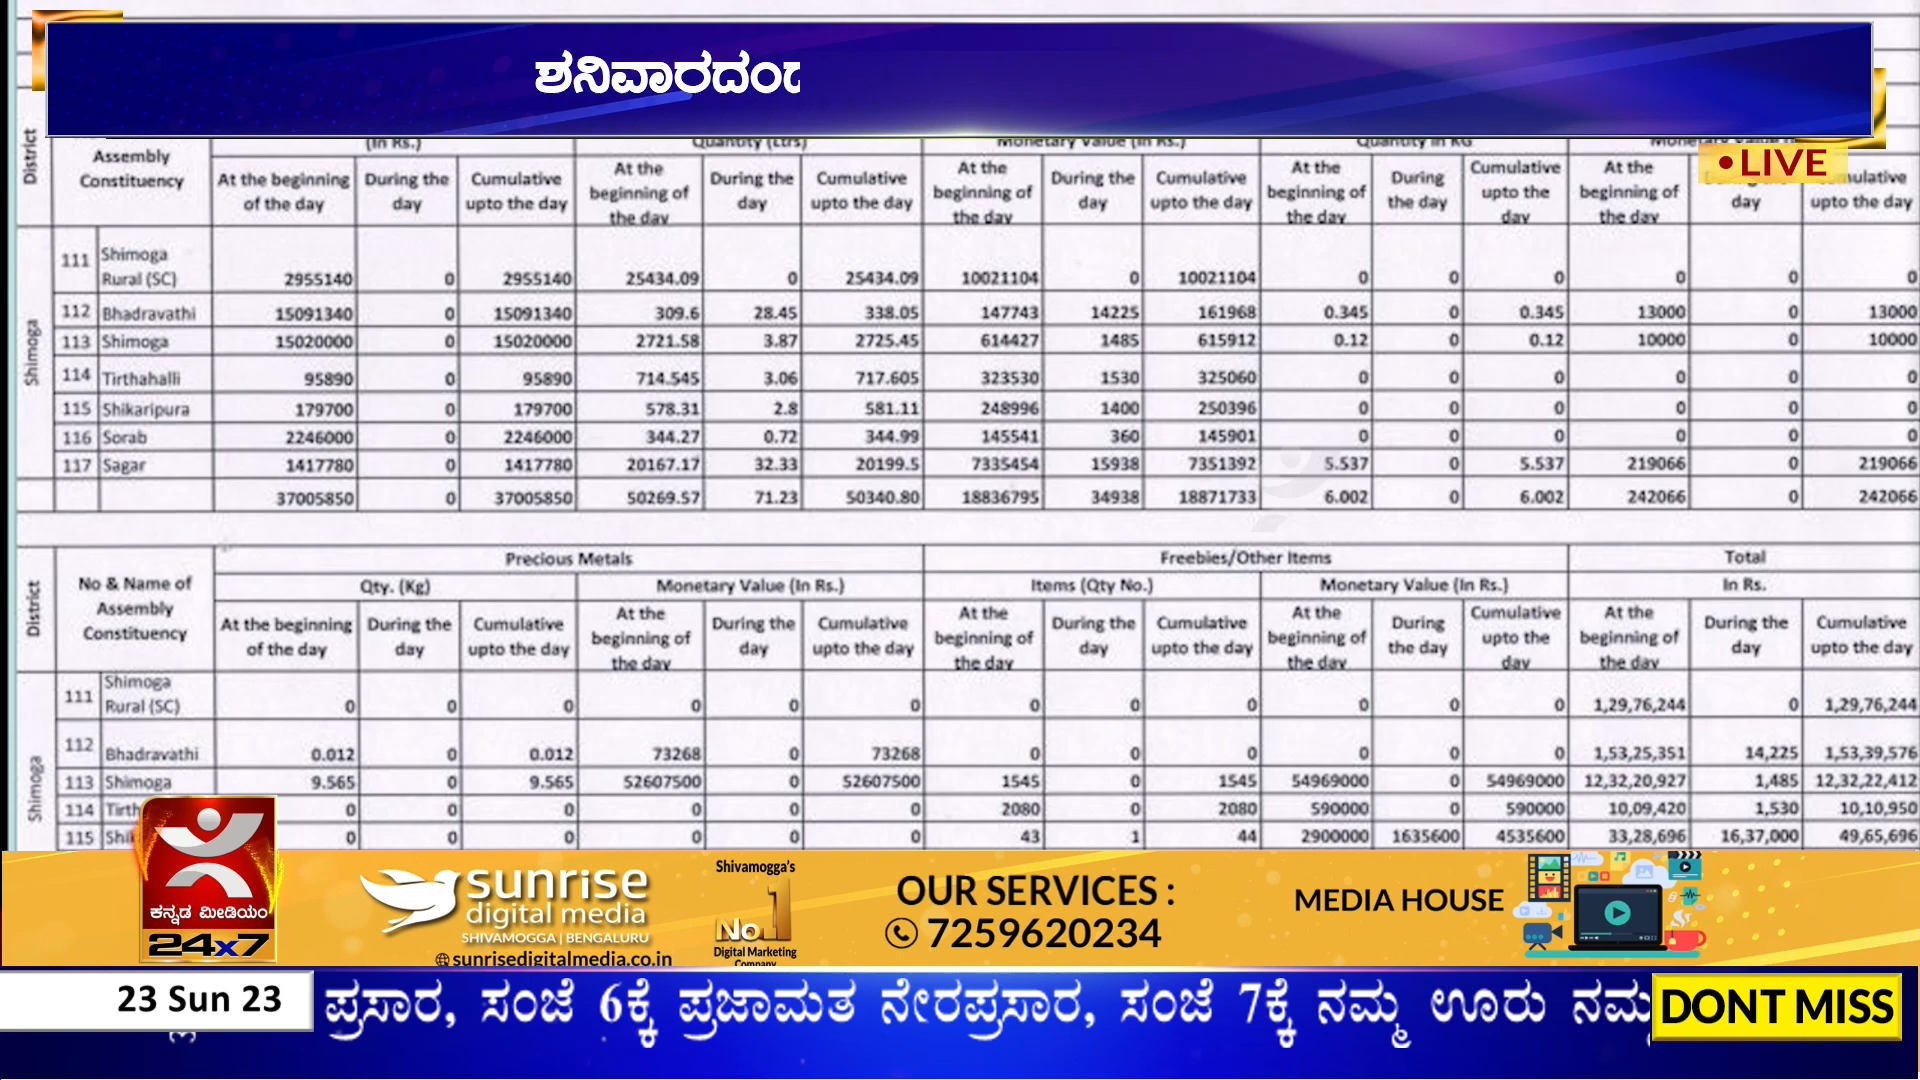 ಶನಿವಾರದಂದ
• LIVE
District Assembly Constituency (In Rs.) Quantity (Ltrs) Monetary Value (In Rs.) Quantity in KG
At the beginning of the day During the day Cumulative upto the day At the beginning of the day During the day Cumulative upto the day At the beginning of the day During the day Cumulative upto the day At the beginning of the day During the day Cumulative upto the day At the beginning of the day day upto the day
Shimoga
111 Shimoga Rural (SC) 2955140 0 2955140 25434.09 0 25434.09 10021104 0 10021104 0 0 0 0 0 0
112 Bhadravathi 15091340 0 15091340 309.6 28.45 338.05 147743 14225 161968 0.345 0 0.345 13000 0 13000
113 Shimoga 15020000 0 15020000 2721.58 3.87 2725.45 614427 1485 615912 0.12 0 0.12 10000 0 10000
114 Tirthahalli 95890 0 95890 714.545 3.06 717.605 323530 1530 325060 0 0 0 0 0 0
115 Shikaripura 179700 0 179700 578.31 2.8 581.11 248996 1400 250396 0 0 0 0 0 0
116 Sorab 2246000 0 2246000 344.27 0.72 344.99 145541 360 145901 0 0 0 0 0 0
117 Sagar 1417780 0 1417780 20167.17 32.33 20199.5 7335454 15938 7351392 5.537 0 5.537 219066 0 219066
37005850 0 37005850 50269.57 71.23 50340.80 18836795 34938 18871733 6.002 0 6.002 242066 0 242066
District No & Name of Assembly Constituency Precious Metals Freebies/Other Items Total
Qty. (Kg) Monetary Value (In Rs.) Items (Qty No.) Monetary Value (In Rs.) In Rs.
At the beginning of the day During the day Cumulative upto the day At the beginning of the day During the day Cumulative upto the day At the beginning of the day During the day Cumulative upto the day At the beginning of the day During the day Cumulative upto the day At the beginning of the day During the day Cumulative upto the day
Shimoga
111 Shimoga Rural (SC) 0 0 0 0 0 0 0 0 0 0 0 0 1,29,76,244 0 1,29,76,244
112 Bhadravathi 0.012 0 0.012 73268 0 73268 0 0 0 0 0 0 1,53,25,351 14,225 1,53,39,576
113 Shimoga 9.565 0 9.565 52607500 0 52607500 1545 0 1545 54969000 0 54969000 12,32,20,927 1,485 12,32,22,412
114 Tirth 0 0 0 0 0 0 2080 0 2080 590000 0 590000 10,09,420 1,530 10,10,950
115 Shi 0 0 0 0 0 0 43 1 44 2900000 1635600 4535600 33,28,696 16,37,000 49,65,696
ಕನ್ನಡ ಮೀಡಿಯಂ
24x7
sunrise
digital media
SHIVAMOGGA | BENGALURU
sunrisedigitalmedia.co.in
Shivamogga's
No 1
Digital Marketing
Company
OUR SERVICES :
7259620234
MEDIA HOUSE
23 Sun 23
ಪ್ರಸಾರ, ಸಂಜೆ 6ಕ್ಕೆ ಪ್ರಜಾಮತ ನೇರಪ್ರಸಾರ, ಸಂಜೆ 7ಕ್ಕೆ ನಮ್ಮ ಊರು ನಮ್ಮ
DONT MISS